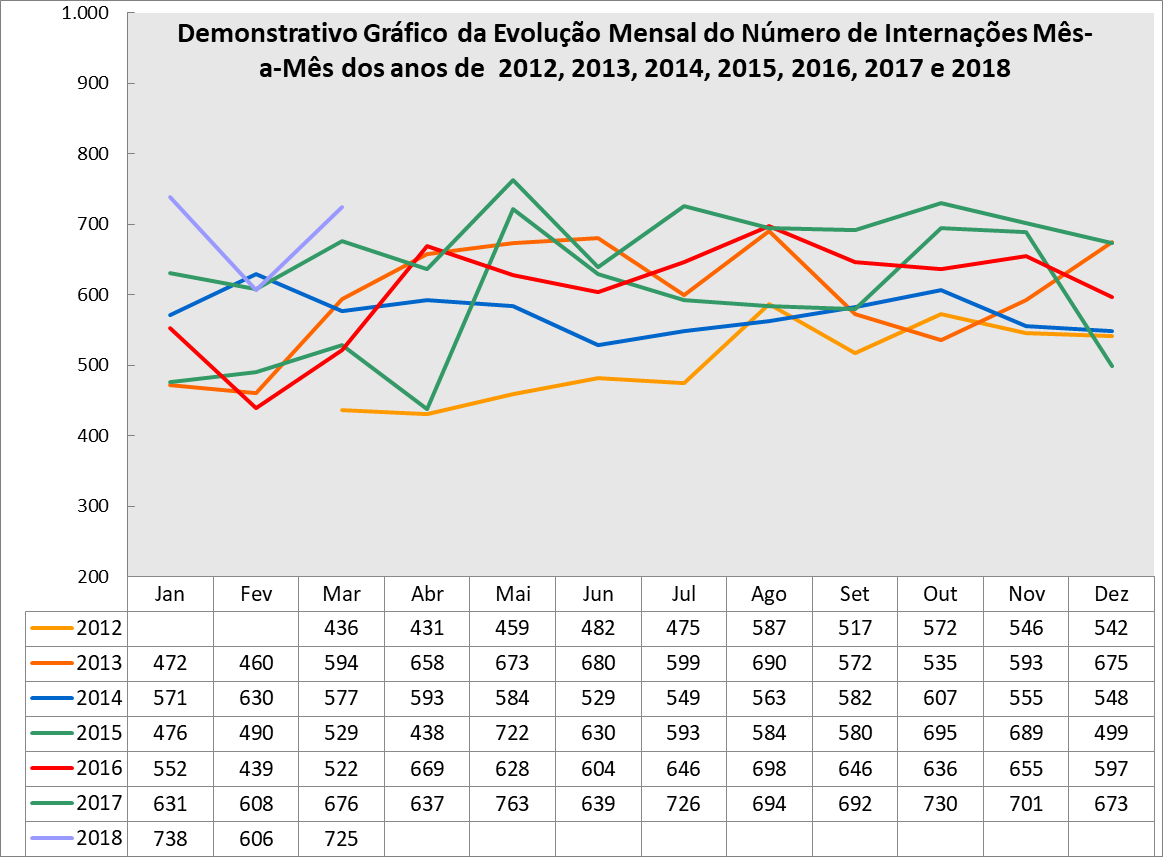 1.000
Demonstrativo Gráfico da Evolução Mensal do Número de Internações Mês-
a-Mês dos anos de 2012, 2013, 2014, 2015, 2016, 2017 e 2018
900
800
700
600
500
400
300
200
Jan Fev Mar Abr Mai Jun Jul Ago Set Out Nov Dez
2012 436 431 459 482 475 587 517 572 546 542
2013 472 460 594 658 673 680 599 690 572 535 593 675
2014 571 630 577 593 584 529 549 563 582 607 555 548
2015 476 490 529 438 722 630 593 584 580 695 689 499
2016 552 439 522 669 628 604 646 698 646 636 655 597
2017 631 608 676 637 763 639 726 694 692 730 701 673
2018 738 606 725